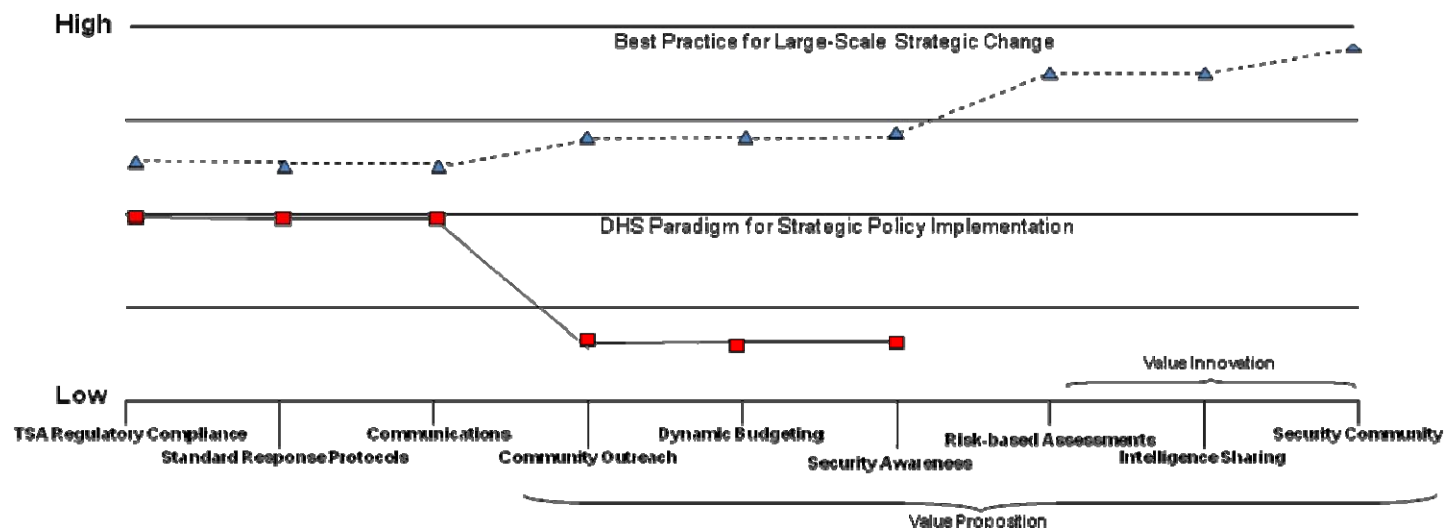 High
Best Practice for Large-Scale Strategic Change
DHS Paradigm for Strategic Policy Implementation
Value Innovation
Low
TSA Regulatory Compliance
Communications
Dynamic Budgeting
Risk-based Assessments
Security Community
Standard Response Protocols
Community Outreach
Security Awareness
Intelligence Sharing
Value Proposition